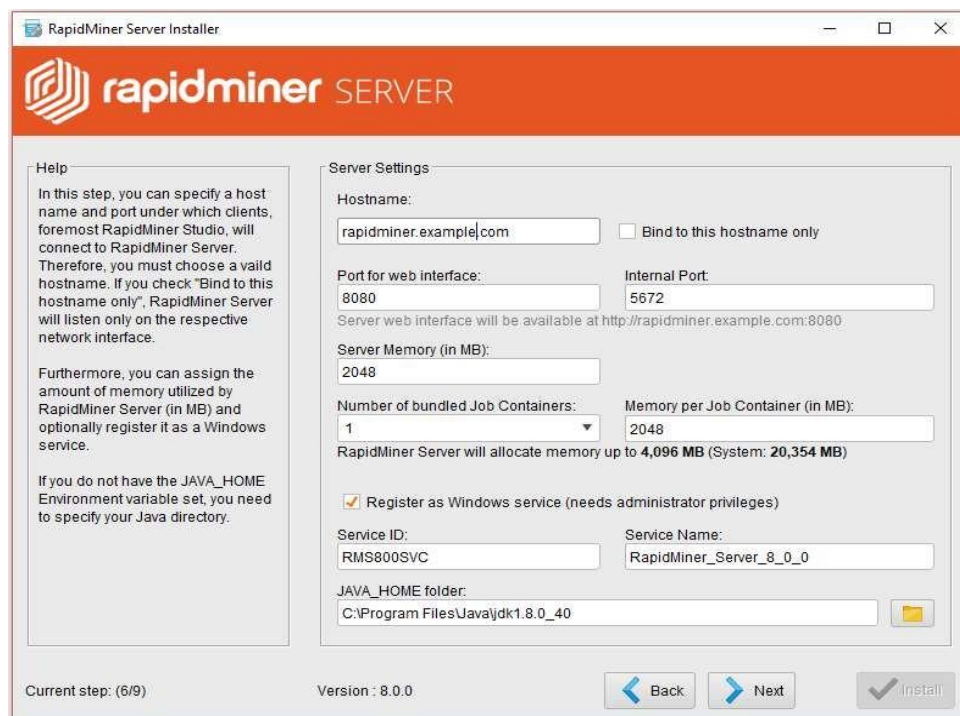 RapidMiner Server Installer
rapidminer SERVER
Help
In this step, you can specify a host
name and port under which clients,
foremost RapidMiner Studio, will
connect to RapidMiner Server.
Therefore, you must choose a vaild
hostname. If you check "Bind to this
hostname only", RapidMiner Server
will listen only on the respective
network interface.
Furthermore, you can assign the
amount of memory utilized by
RapidMiner Server (in MB) and
optionally register it as a Windows
service.
If you do not have the JAVA_HOME
Environment variable set, you need
to specify your Java directory.
Server Settings
Hostname:
rapidminer.example.com
Bind to this hostname only
Port for web interface:
Internal Port:
8080
5672
Server web interface will be available at http://rapidminer.example.com:8080
Server Memory (in MB):
2048
Number of bundled Job Containers:
Memory per Job Container (in MB):
1
2048
RapidMiner Server will allocate memory up to 4,096 MB (System: 20,354 MB)
Register as Windows service (needs administrator privileges)
Service ID:
Service Name:
RMS800SVC
RapidMiner_Server_8_0_0
JAVA_HOME folder:
C:\Program Files\Java\jdk1.8.0_40
Current step: (6/9)
Version : 8.0.0
Back
Next
Install